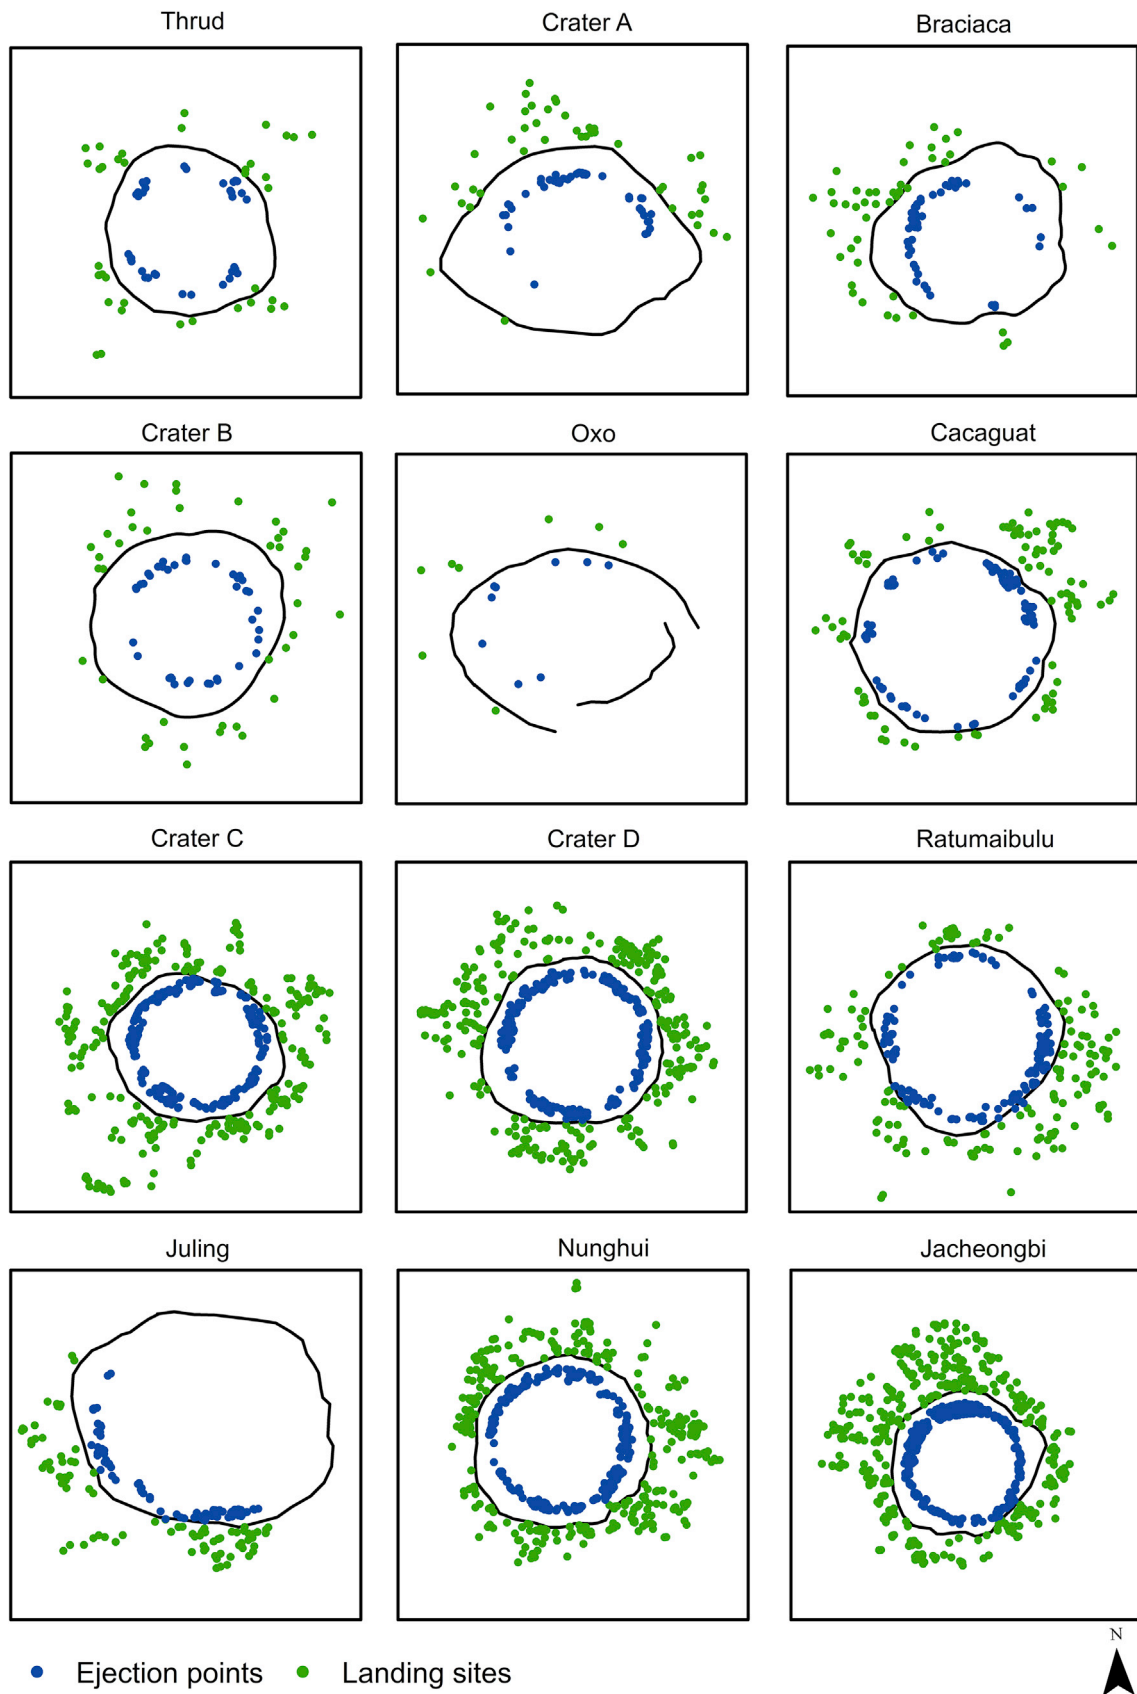 Thrud Crater A Braciaca
Crater B Oxo Cacaguat
Crater C Crater D Ratumaibulu
Juling Nunghui Jacheongbi
N
Ejection points Landing sites